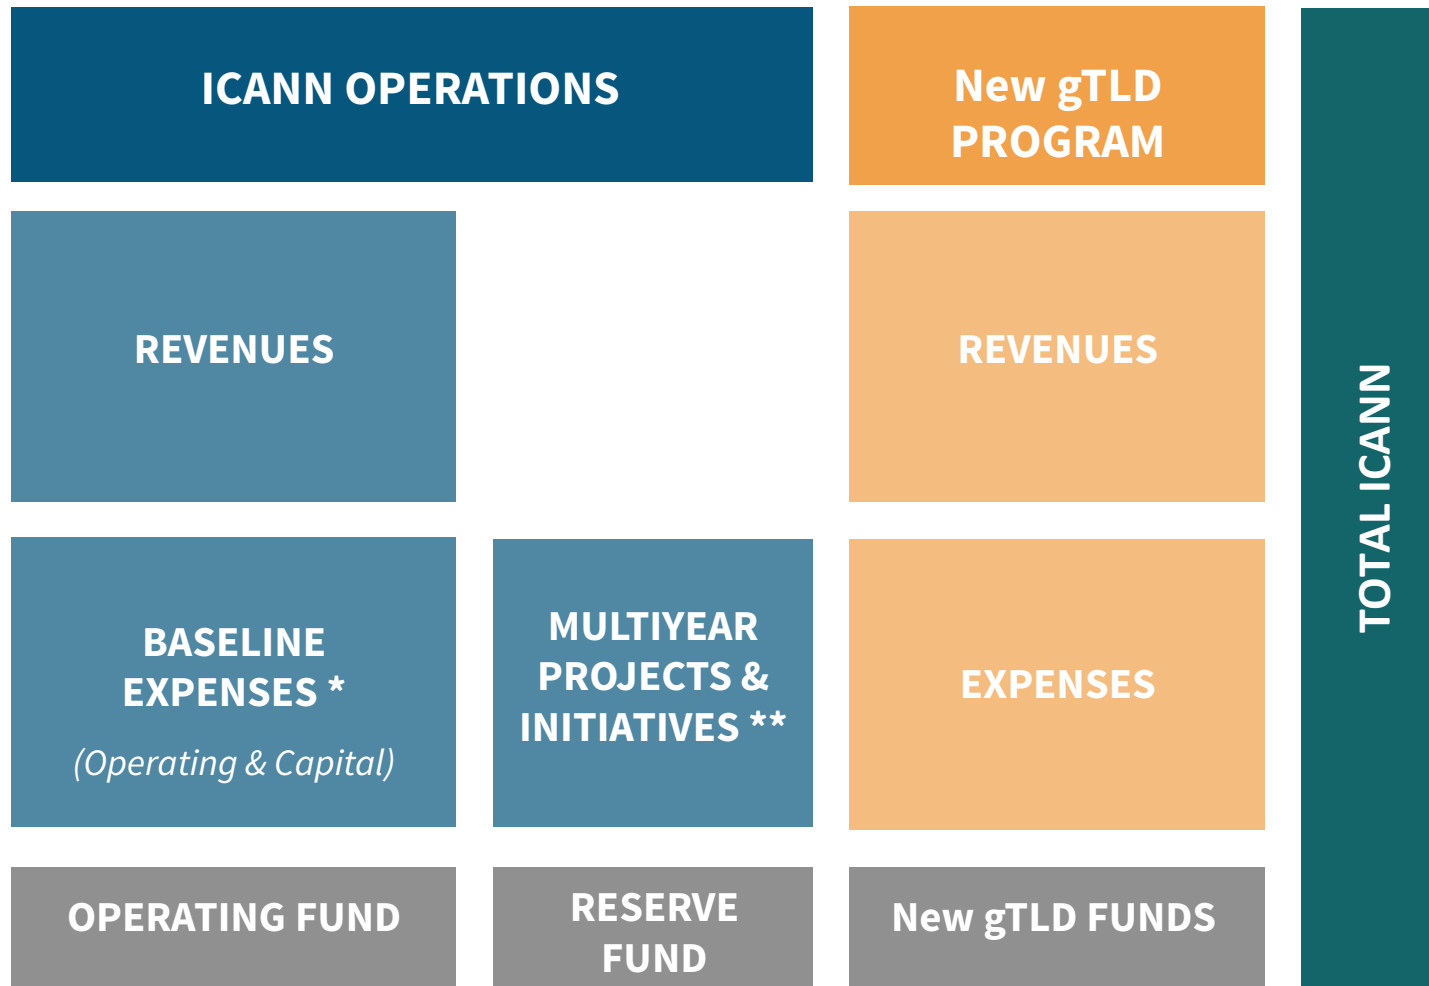 ICANN OPERATIONS
New gTLD
PROGRAM
REVENUES
REVENUES
BASELINE
EXPENSES *
(Operating & Capital)
MULTIYEAR
PROJECTS &
INITIATIVES **
EXPENSES
OPERATING FUND
RESERVE
FUND
New gTLD FUNDS
TOTAL ICANN